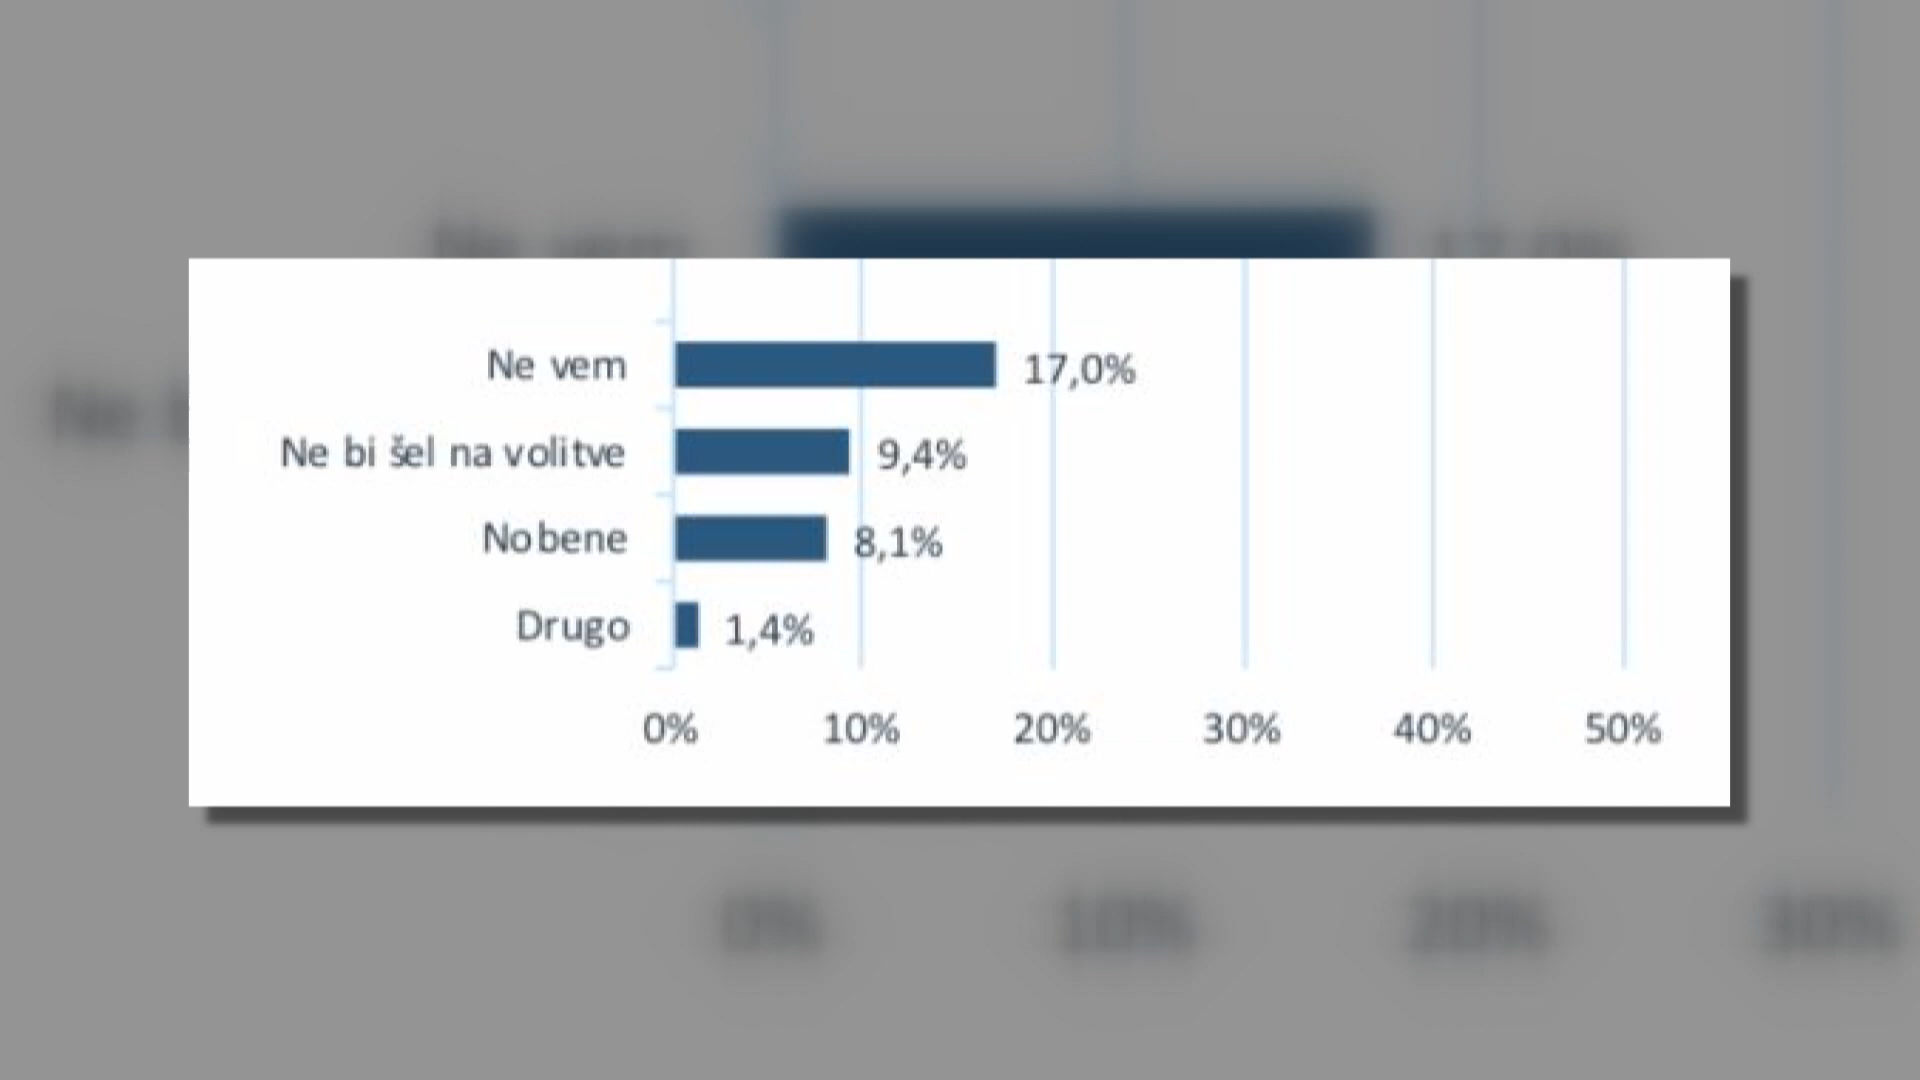 Ne vem 17,0%
Ne bi šel na volitve 9,4%
Nobene 8,1%
Drugo 1,4%
0% 10% 20% 30% 40% 50%